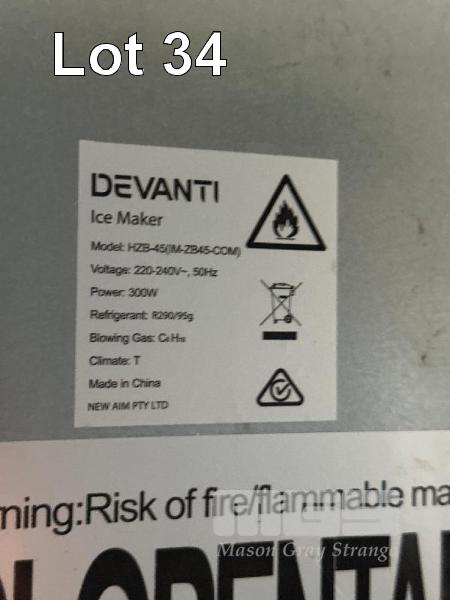 Lot 34
DEVANTI
Ice Maker
Model: HZB-45(IM-ZB45-COM)
Voltage: 220-240V~, 50Hz
Power: 300W
Refrigerant: R290/95g
Blowing Gas: C₅H₁₀
Climate: T
Made in China
NEW AIM PTY LTD
ning:Risk of fire/flammable ma
MGS
Mason Gray Strange